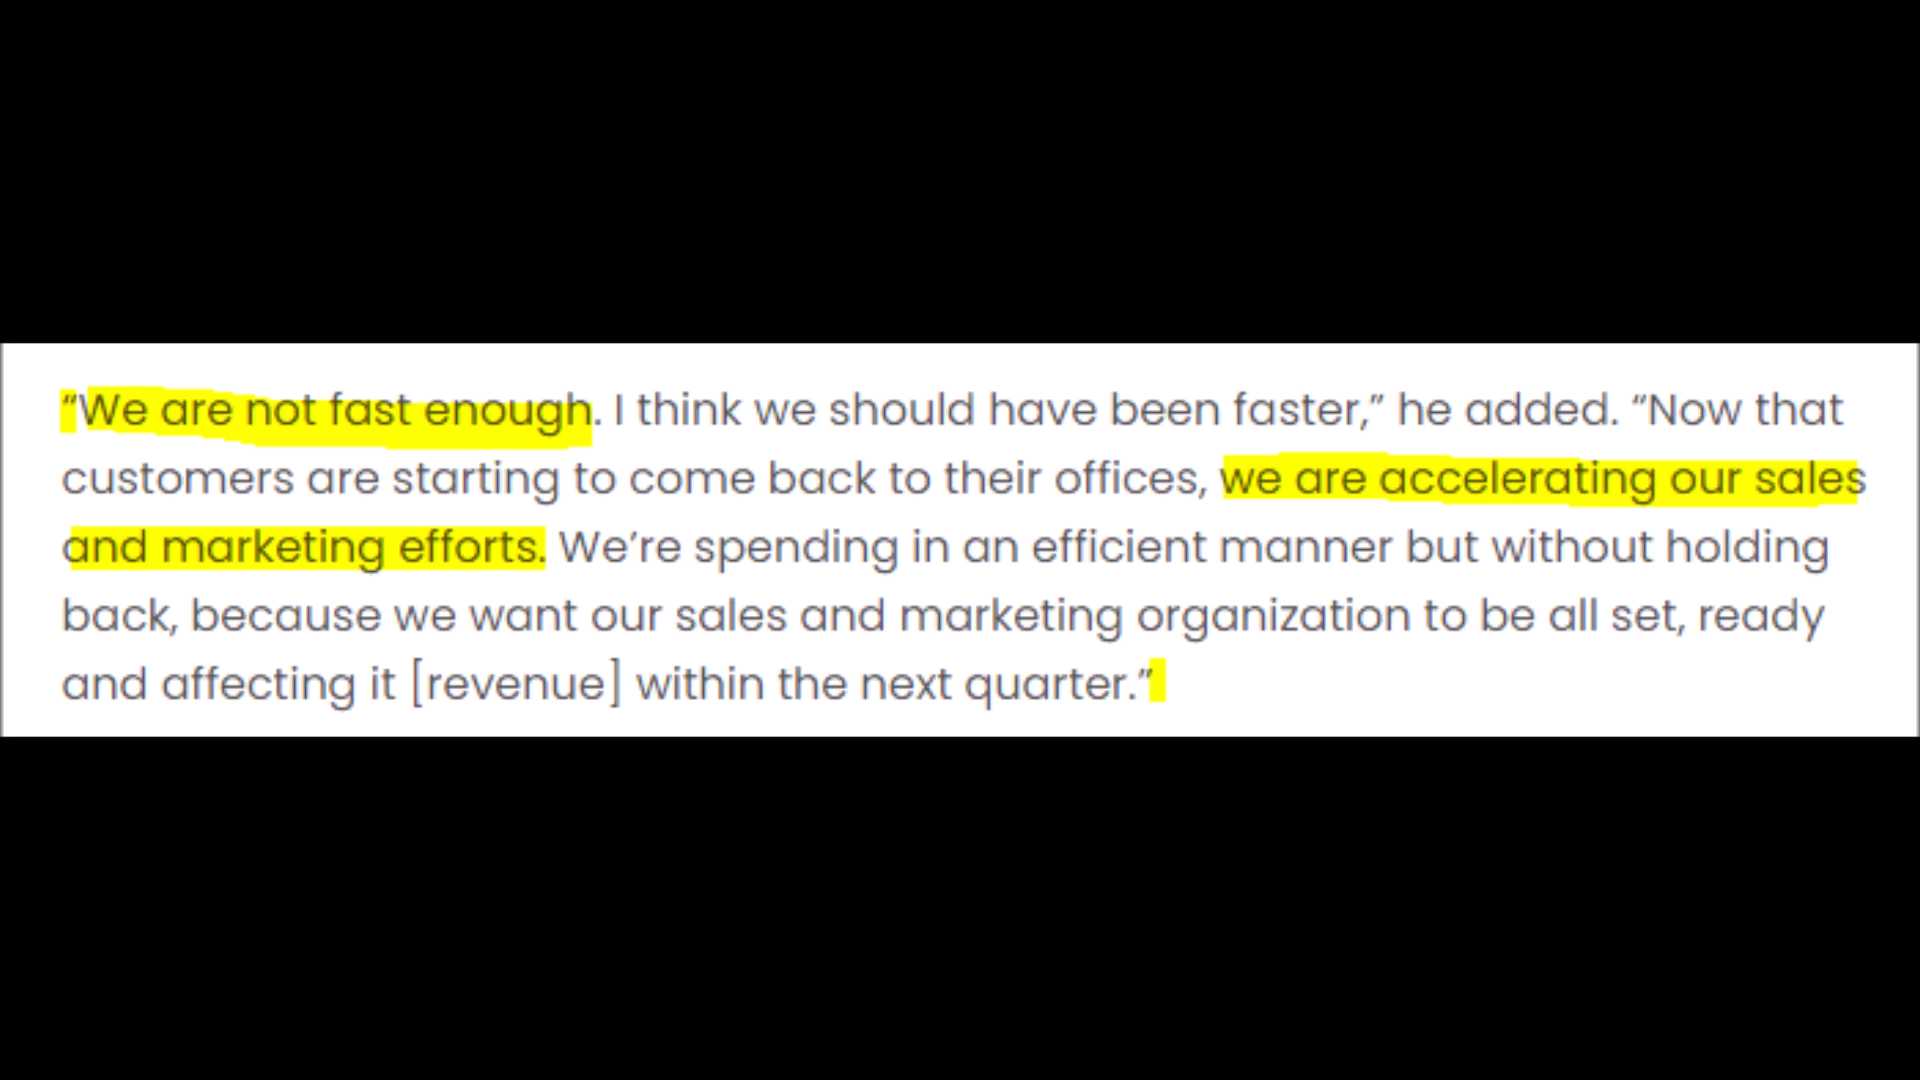 “We are not fast enough. I think we should have been faster,” he added. “Now that
customers are starting to come back to their offices, we are accelerating our sales
and marketing efforts. We’re spending in an efficient manner but without holding
back, because we want our sales and marketing organization to be all set, ready
and affecting it [revenue] within the next quarter.”